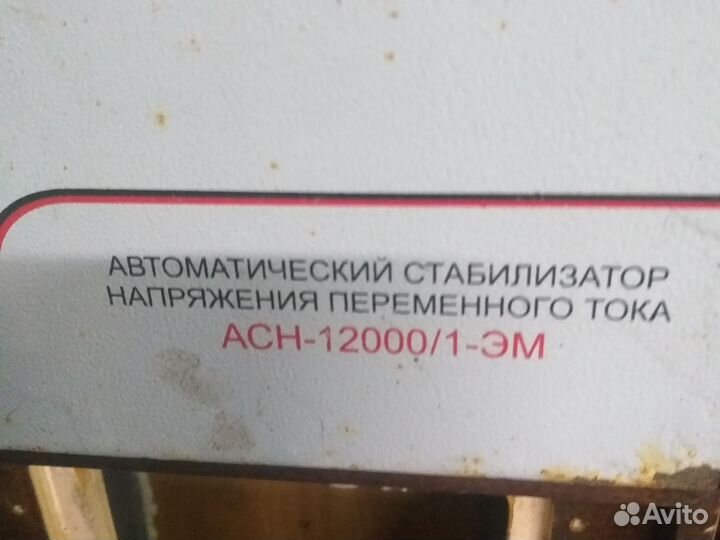 АВТОМАТИЧЕСКИЙ СТАБИЛИЗАТОР
НАПРЯЖЕНИЯ ПЕРЕМЕННОГО ТОКА
АСН-12000/1-ЭМ
Avito